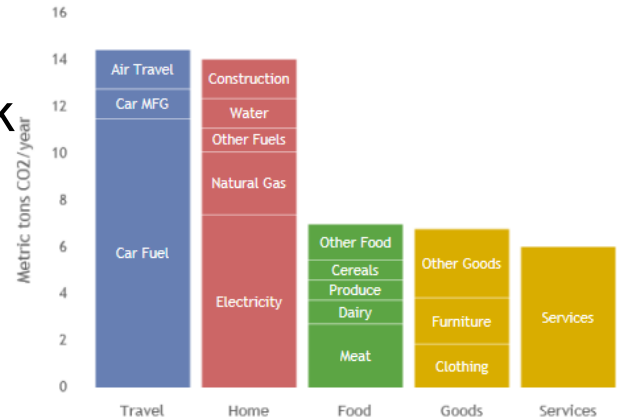 16
14
12
10
8
6
4
2
0
Metric tons CO2/year
k
Air Travel
Car MFG
Car Fuel
Construction
Water
Other Fuels
Natural Gas
Electricity
Other Food
Cereals
Produce
Dairy
Meat
Other Goods
Furniture
Clothing
Services
Travel Home Food Goods Services